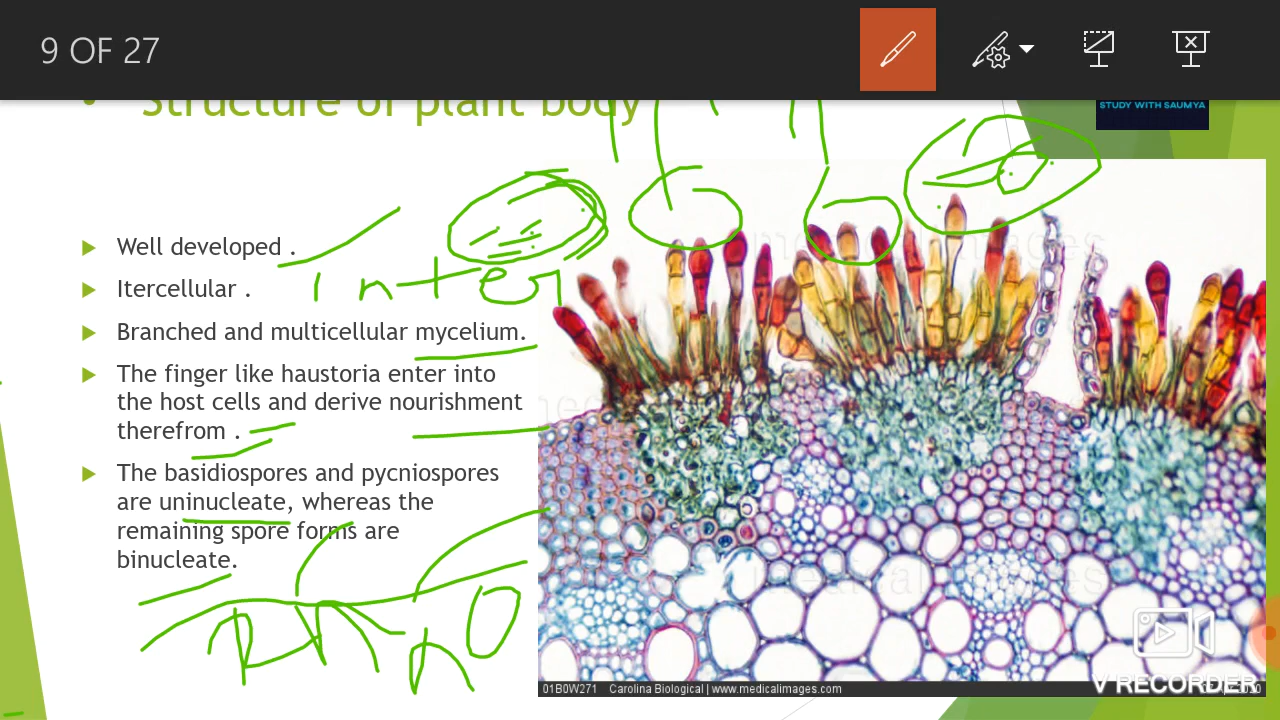 9 OF 27
Structure of plant body
STUDY WITH SAUMYA
Well developed .
Itercellular .
inter
Branched and multicellular mycelium.
The finger like haustoria enter into
the host cells and derive nourishment
therefrom .
The basidiospores and pycniospores
are uninucleate, whereas the
remaining spore forms are
binucleate.
01B0W271 Carolina Biological | www.medicalimages.com
V RECORDER